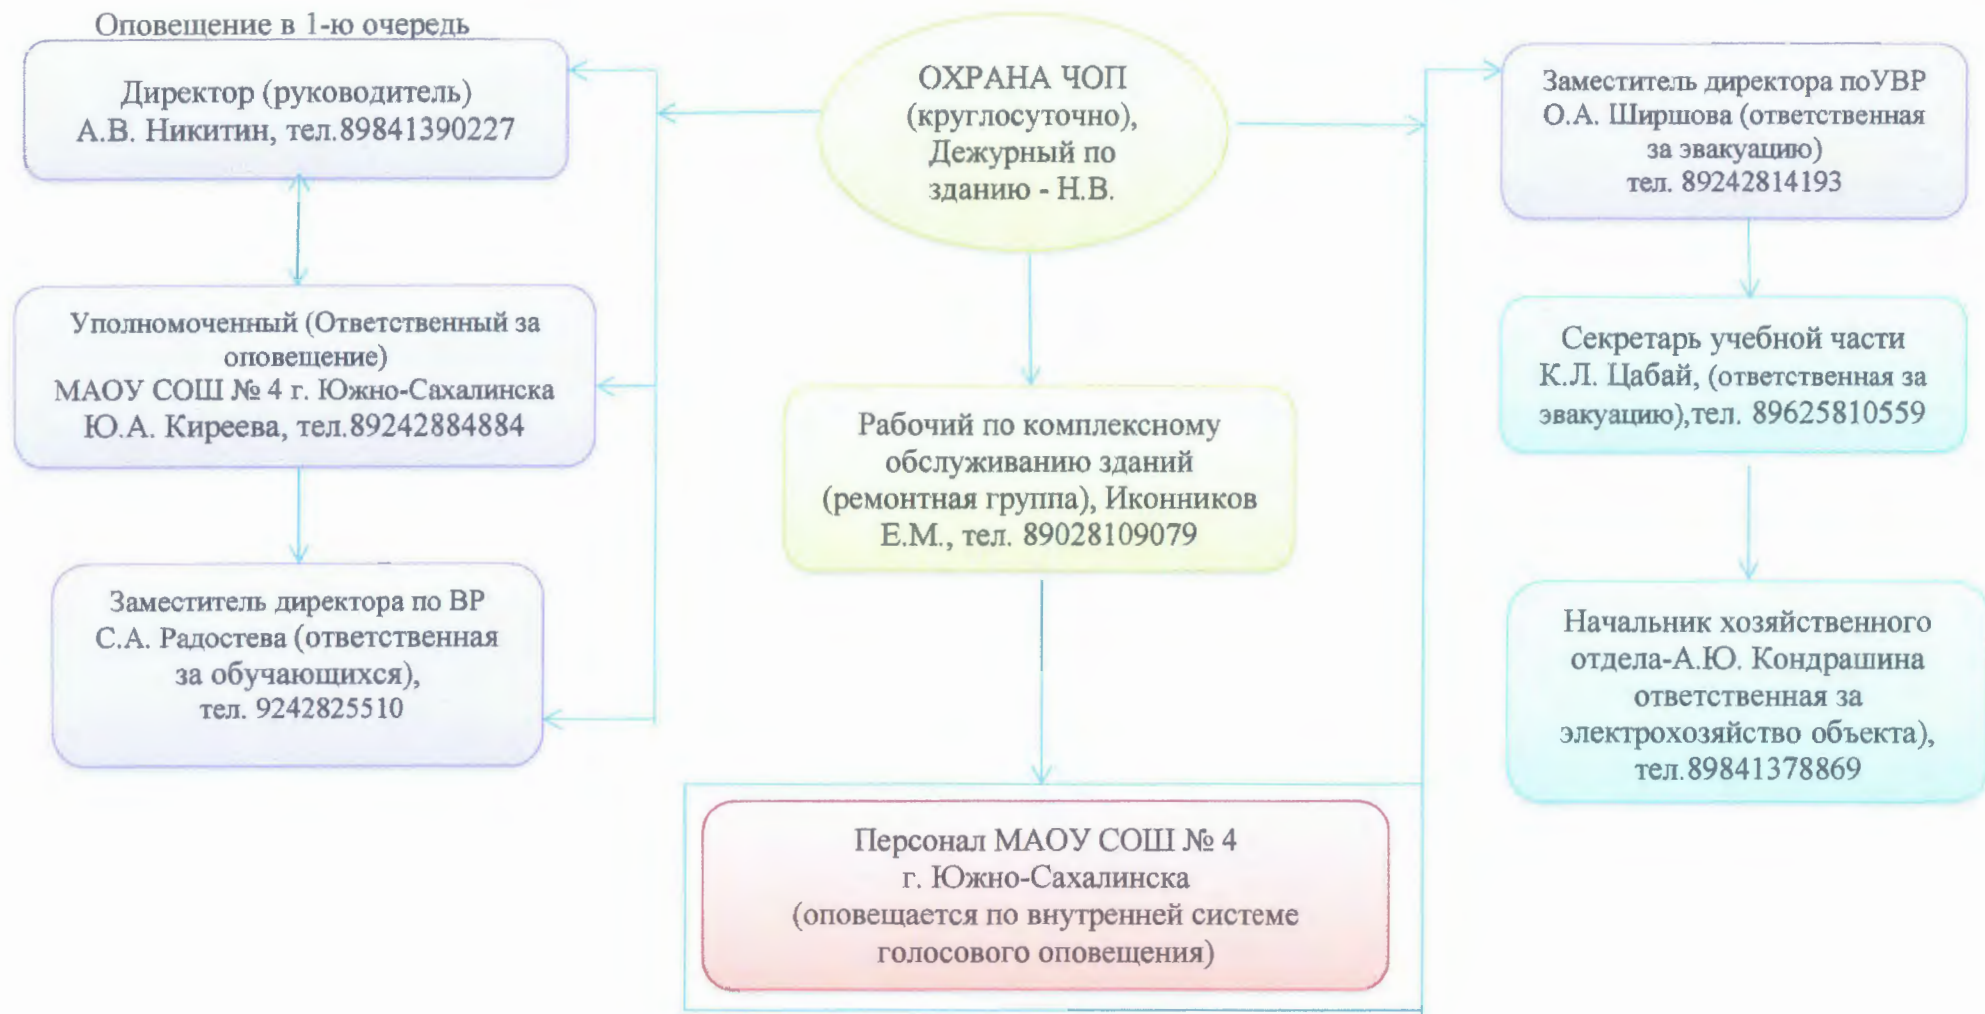 Оповещение в 1-ю очередь
Директор (руководитель)
А.В. Никитин, тел.89841390227
Уполномоченный (Ответственный за
оповещение)
МАОУ СОШ № 4 г. Южно-Сахалинска
Ю.А. Киреева, тел.89242884884
Заместитель директора по ВР
С.А. Радостева (ответственная
за обучающихся),
тел. 9242825510
ОХРАНА ЧОП
(круглосуточно),
Дежурный по
зданию - Н.В.
Рабочий по комплексному
обслуживанию зданий
(ремонтная группа), Иконников
Е.М., тел. 89028109079
Персонал МАОУ СОШ № 4
г. Южно-Сахалинска
(оповещается по внутренней системе
голосового оповещения)
Заместитель директора поУВР
О.А. Ширшова (ответственная
за эвакуацию)
тел. 89242814193
Секретарь учебной части
К.Л. Цабай, (ответственная за
эвакуацию),тел. 89625810559
Начальник хозяйственного
отдела-А.Ю. Кондрашина
ответственная за
электрохозяйство объекта),
тел.89841378869